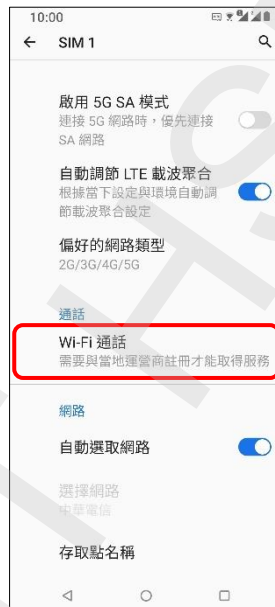 10:00
SIM 1
啟用 5G SA 模式
連接 5G 網路時，優先連接
SA 網路
自動調節 LTE 載波聚合
根據當下設定與環境自動調
節載波聚合設定
偏好的網路類型
2G/3G/4G/5G
通話
Wi-Fi 通話
需要與當地運營商註冊才能取得服務
網路
自動選取網路
選擇網路
中華電信
存取點名稱